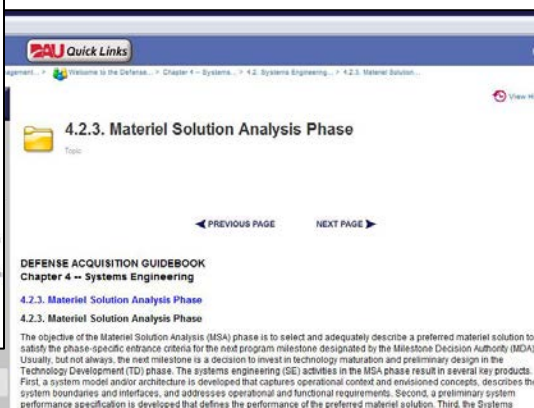 DAU Quick Links
agement... > Welcome to the Defense... > Chapter 4 – Systems... > 4.2. Systems Engineering... > 4.2.3. Materiel Solution...
View H
4.2.3. Materiel Solution Analysis Phase
Topic
PREVIOUS PAGE NEXT PAGE
DEFENSE ACQUISITION GUIDEBOOK
Chapter 4 -- Systems Engineering
4.2.3. Materiel Solution Analysis Phase
4.2.3. Materiel Solution Analysis Phase
The objective of the Materiel Solution Analysis (MSA) phase is to select and adequately describe a preferred materiel solution to
satisfy the phase-specific entrance criteria for the next program milestone designated by the Milestone Decision Authority (MDA)
Usually, but not always, the next milestone is a decision to invest in technology maturation and preliminary design in the
Technology Development (TD) phase. The systems engineering (SE) activities in the MSA phase result in several key products.
First, a system model and/or architecture is developed that captures operational context and envisioned concepts, describes the
system boundaries and interfaces, and addresses operational and functional requirements. Second, a preliminary system
performance specification is developed that defines the performance of the preferred materiel solution. Third, the Systems